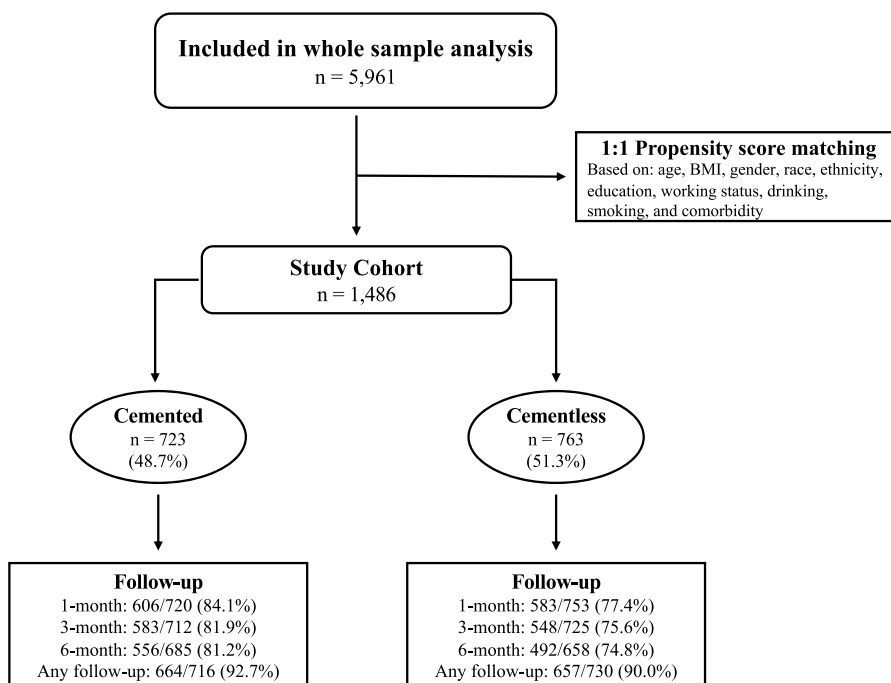 Included in whole sample analysis
n = 5,961
1:1 Propensity score matching
Based on: age, BMI, gender, race, ethnicity,
education, working status, drinking,
smoking, and comorbidity
Study Cohort
n = 1,486
Cemented
n = 723
(48.7%)
Cementless
n = 763
(51.3%)
Follow-up
1-month: 606/720 (84.1%)
3-month: 583/712 (81.9%)
6-month: 556/685 (81.2%)
Any follow-up: 664/716 (92.7%)
Follow-up
1-month: 583/753 (77.4%)
3-month: 548/725 (75.6%)
6-month: 492/658 (74.8%)
Any follow-up: 657/730 (90.0%)